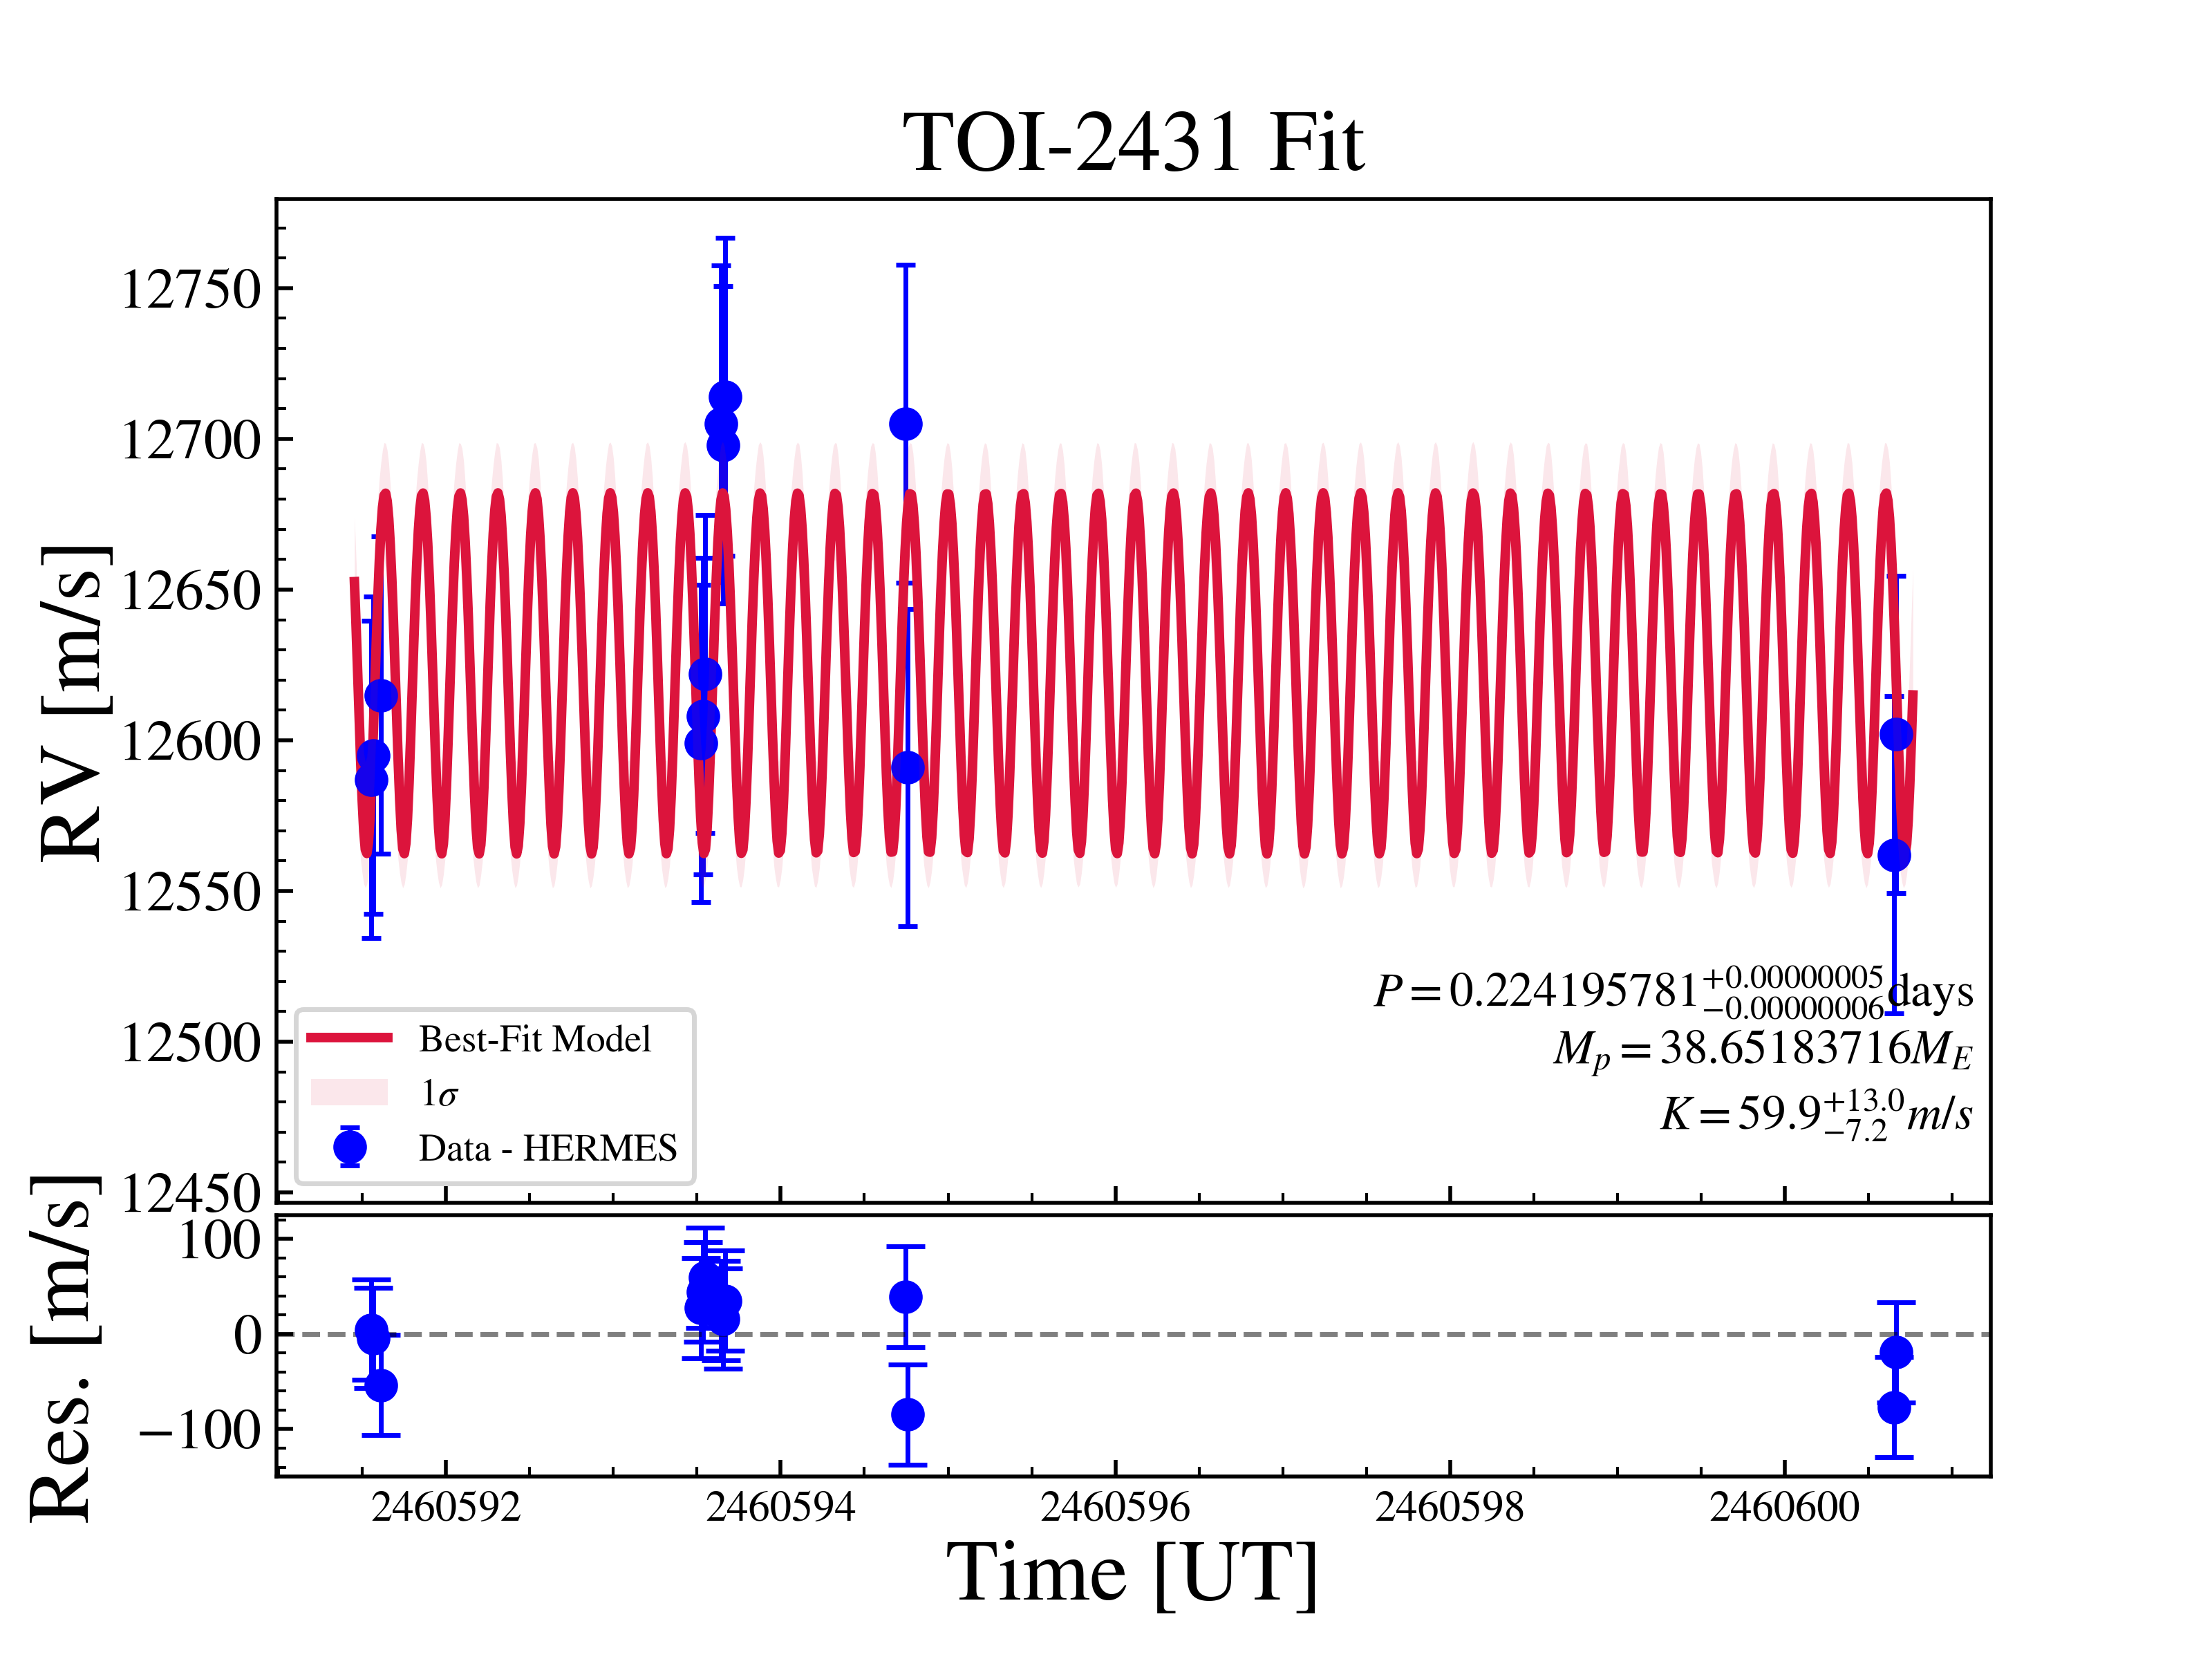 TOI-2431 Fit
RV [m/s]
12750
12700
12650
12600
12550
12500
12450
P = 0.224195781+0.00000005−0.00000006days
Mp = 38.65183716ME
K = 59.9+13.0−7.2 m/s
Best-Fit Model
1σ
Data - HERMES
Res. [m/s]
100
0
−100
2460592
2460594
2460596
2460598
2460600
Time [UT]